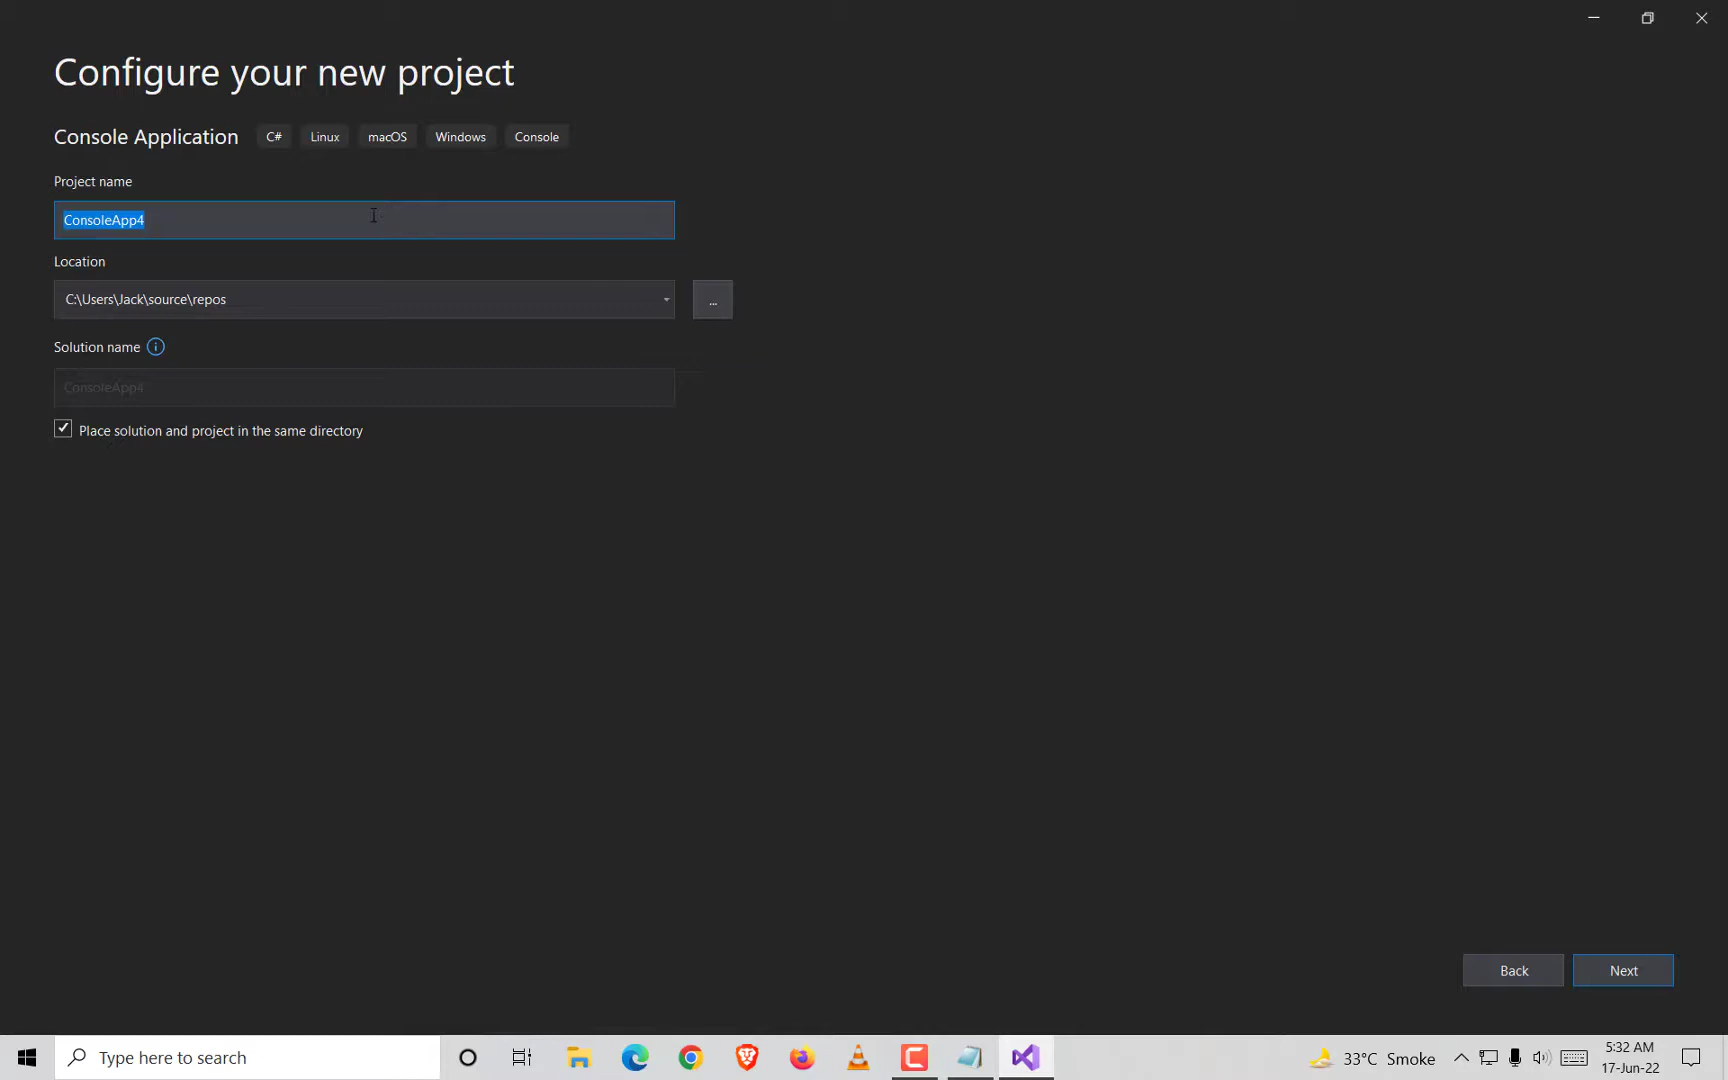 Configure your new project
Console Application C# Linux macOS Windows Console
Project name
ConsoleApp4
Location
C:\Users\Jack\source\repos ...
Solution name
ConsoleApp4
Place solution and project in the same directory
Back Next
Type here to search 33°C Smoke 5:32 AM
17-Jun-22